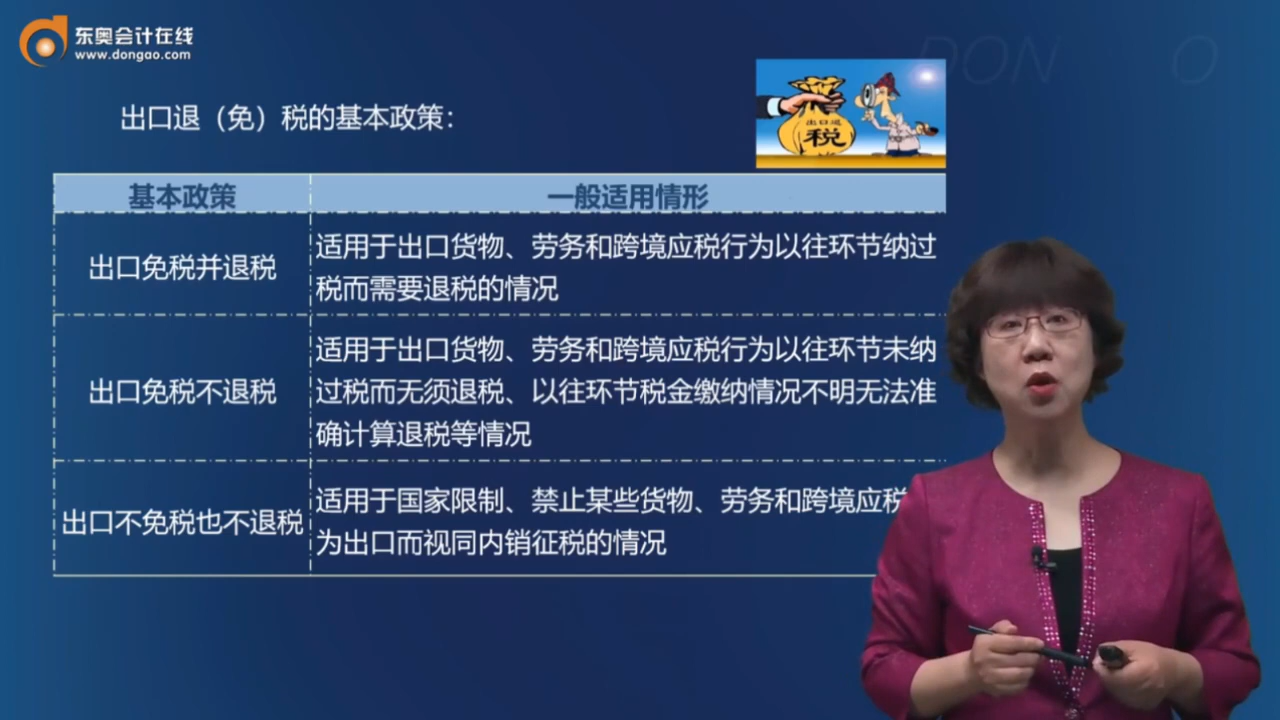 东奥会计在线
www.dongao.com
DON O
出口退（免）税的基本政策：
出口退
税
基本政策
一般适用情形
出口免税并退税
适用于出口货物、劳务和跨境应税行为以往环节纳过
税而需要退税的情况
出口免税不退税
适用于出口货物、劳务和跨境应税行为以往环节未纳
过税而无须退税、以往环节税金缴纳情况不明无法准
确计算退税等情况
出口不免税也不退税
适用于国家限制、禁止某些货物、劳务和跨境应税
为出口而视同内销征税的情况